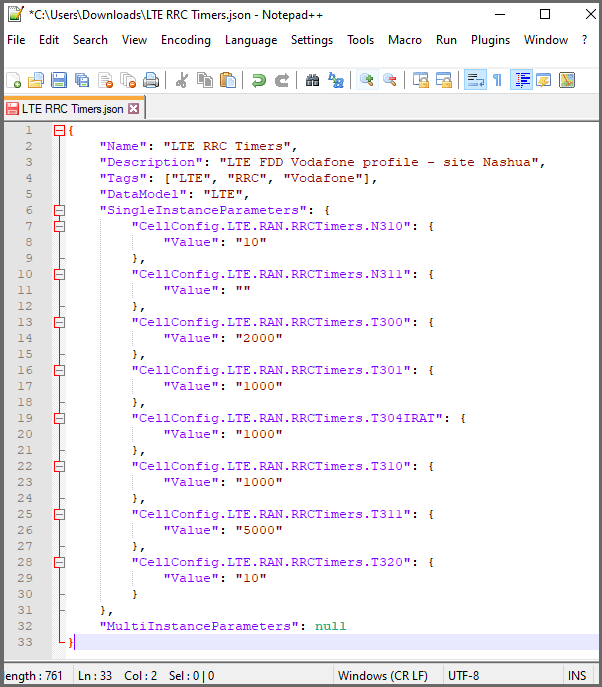 *C:\Users\Downloads\LTE RRC Timers.json - Notepad++
File Edit Search View Encoding Language Settings Tools Macro Run Plugins Window ?
LTE RRC Timers.json
1 {
2 "Name": "LTE RRC Timers",
3 "Description": "LTE FDD Vodafone profile - site Nashua",
4 "Tags": ["LTE", "RRC", "Vodafone"],
5 "DataModel": "LTE",
6 "SingleInstanceParameters": {
7 "CellConfig.LTE.RAN.RRCTimers.N310": {
8 "Value": "10"
9 },
10 "CellConfig.LTE.RAN.RRCTimers.N311": {
11 "Value": ""
12 },
13 "CellConfig.LTE.RAN.RRCTimers.T300": {
14 "Value": "2000"
15 },
16 "CellConfig.LTE.RAN.RRCTimers.T301": {
17 "Value": "1000"
18 },
19 "CellConfig.LTE.RAN.RRCTimers.T304IRAT": {
20 "Value": "1000"
21 },
22 "CellConfig.LTE.RAN.RRCTimers.T310": {
23 "Value": "1000"
24 },
25 "CellConfig.LTE.RAN.RRCTimers.T311": {
26 "Value": "5000"
27 },
28 "CellConfig.LTE.RAN.RRCTimers.T320": {
29 "Value": "10"
30 }
31 },
32 "MultiInstanceParameters": null
33 }
ength : 761 Ln : 33 Col : 2 Sel : 0 | 0 Windows (CR LF) UTF-8 INS